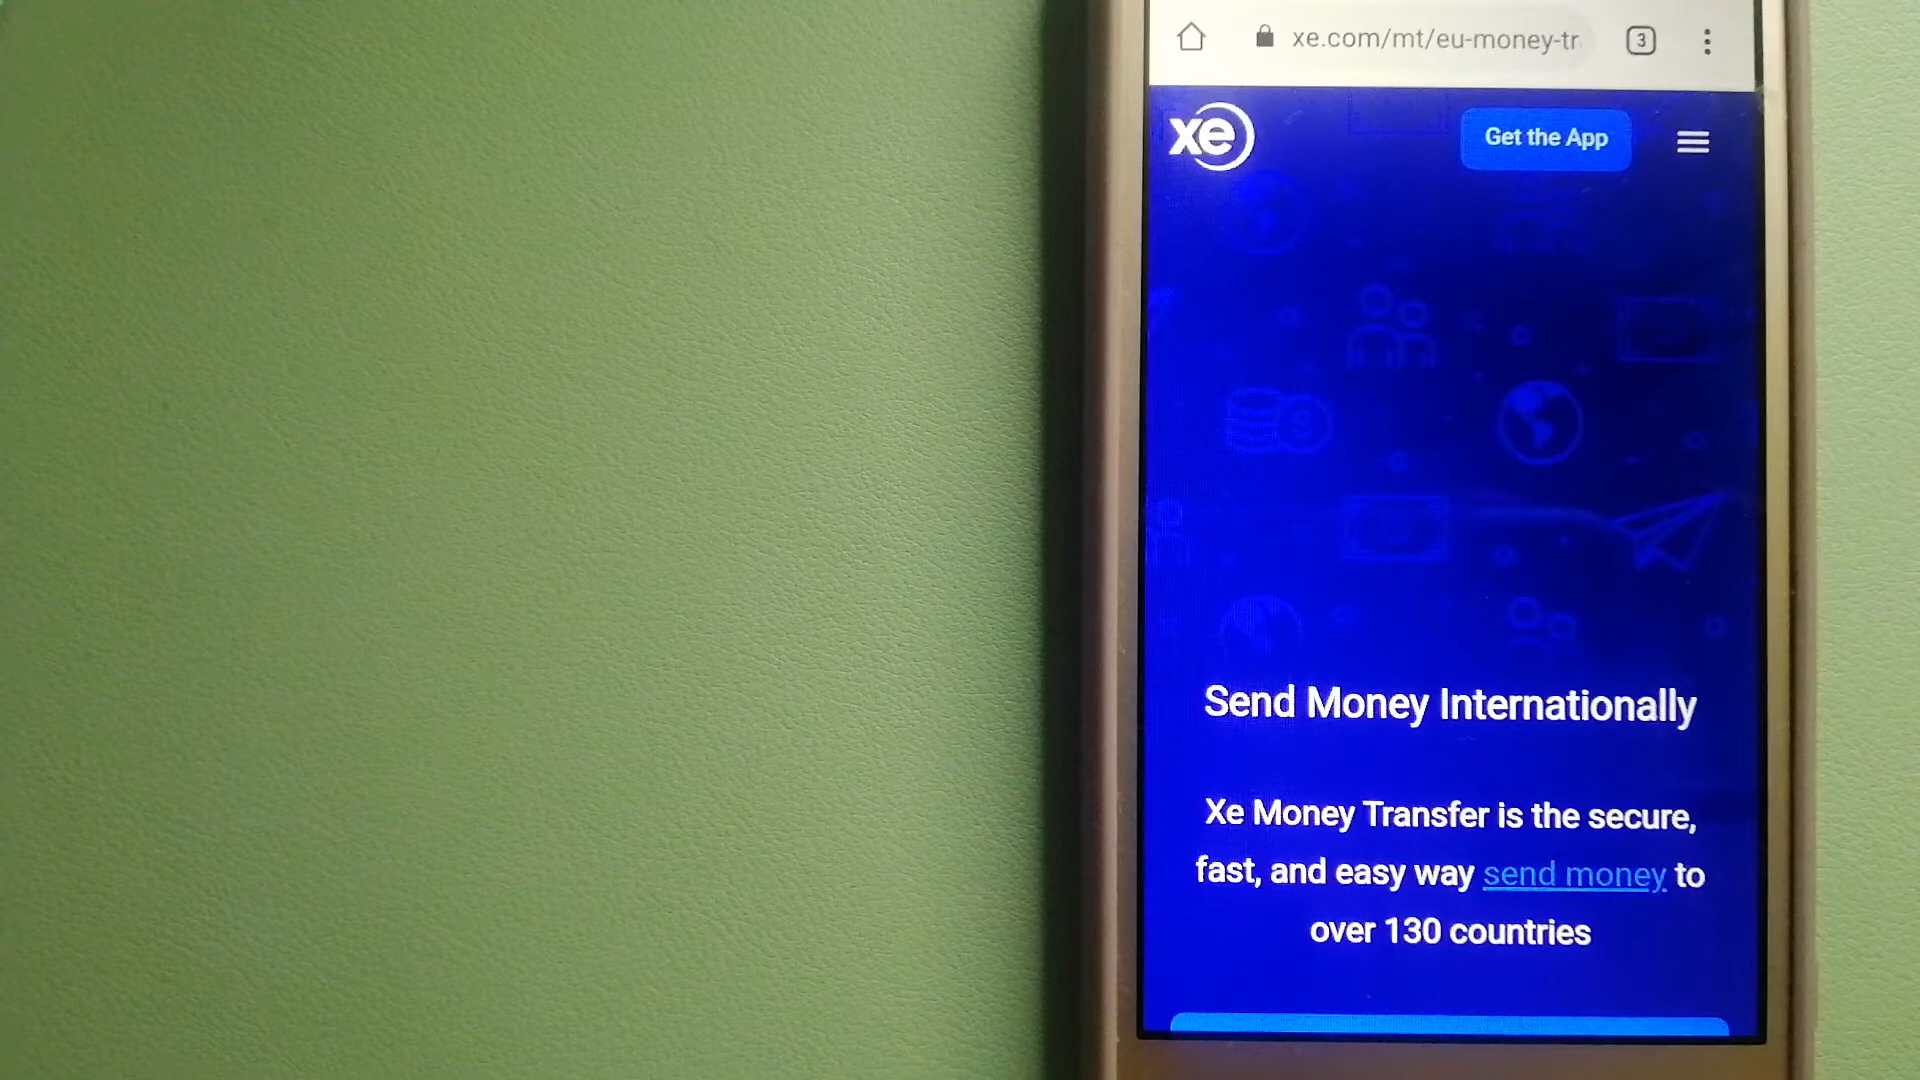 xe.com/mt/eu-money-tr
3
xe
Get the App
Send Money Internationally
Xe Money Transfer is the secure,
fast, and easy way send money to
over 130 countries